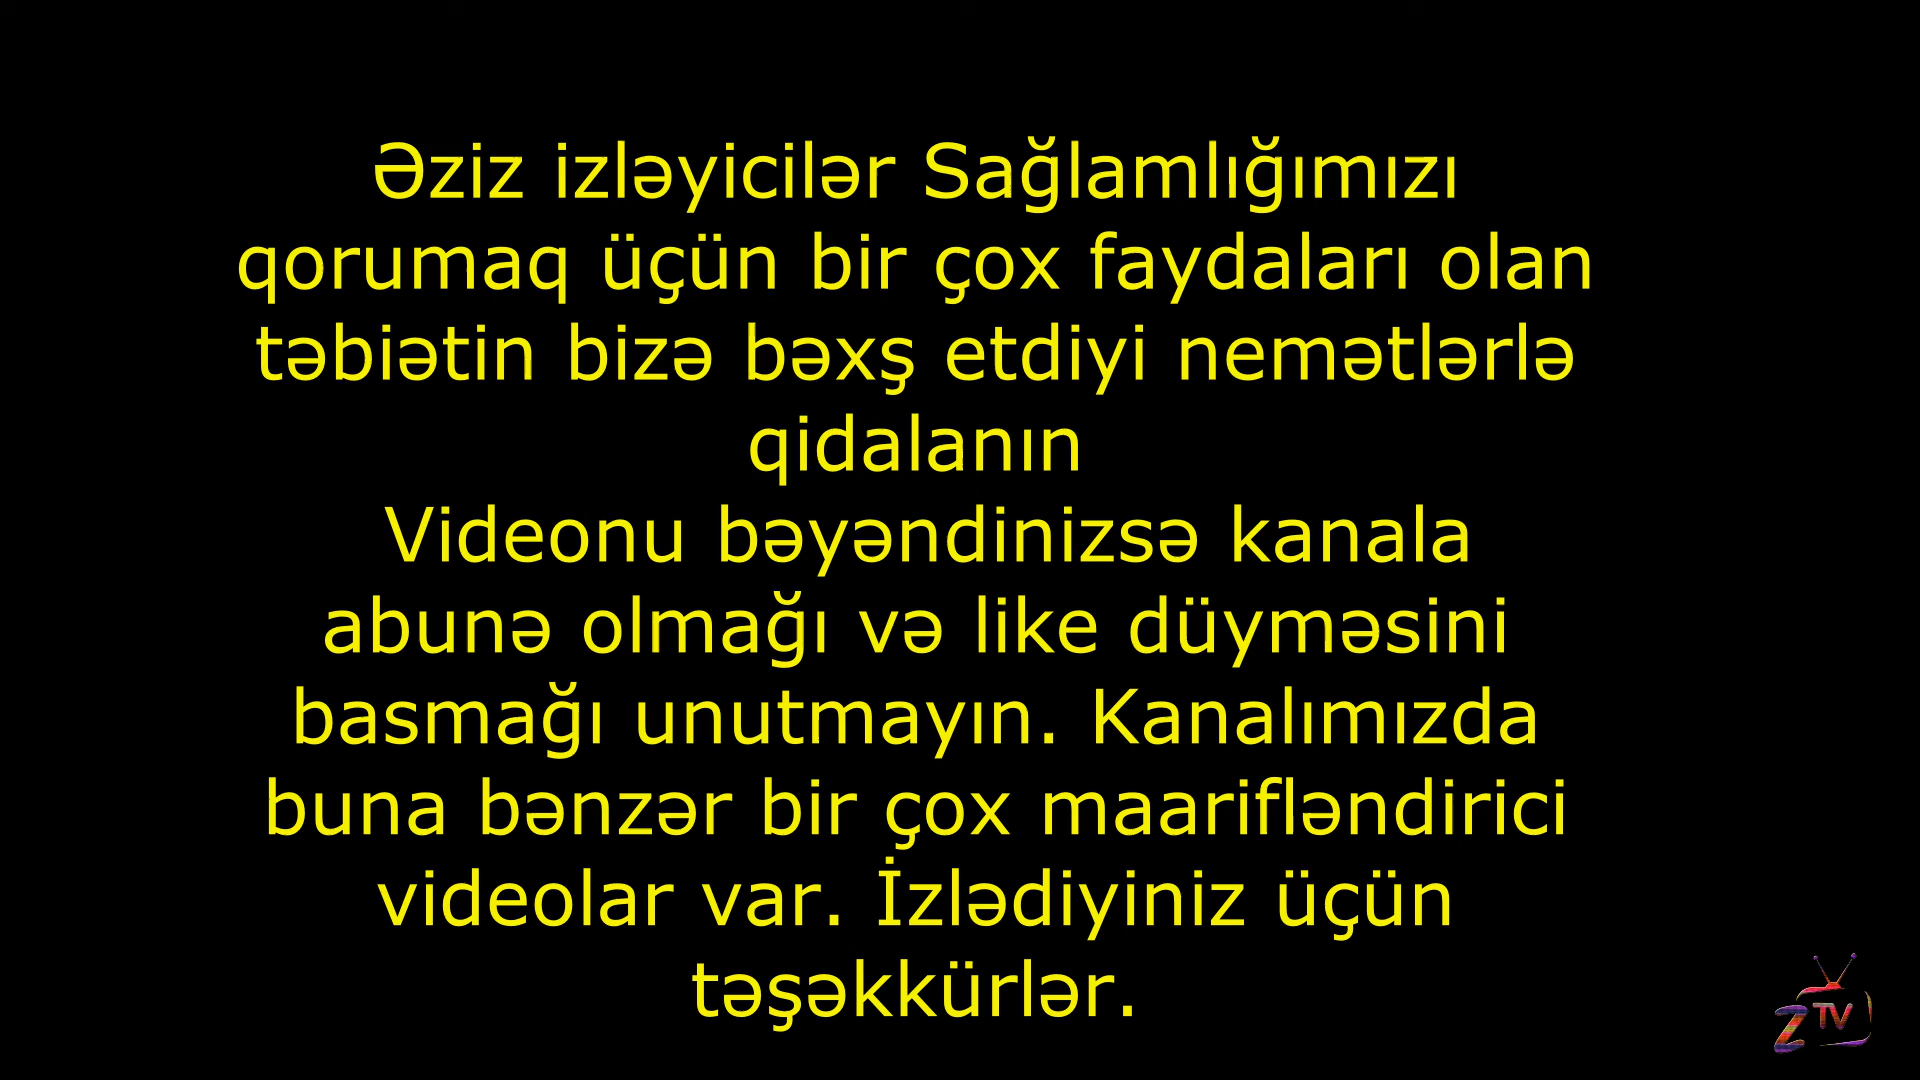 Əziz izləyicilər Sağlamlığımızı
qorumaq üçün bir çox faydaları olan
təbiətin bizə bəxş etdiyi nemətlərlə
qidalanın
Videonu bəyəndinizsə kanala
abunə olmağı və like düyməsini
basmağı unutmayın. Kanalımızda
buna bənzər bir çox maarifləndirici
videolar var. İzlədiyiniz üçün
təşəkkürlər.
Z TV